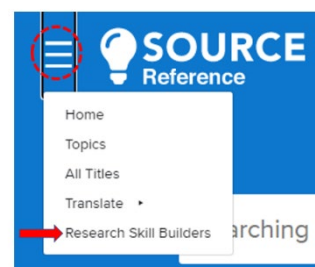 SOURCE
Reference
Home
Topics
All Titles
Translate
Research Skill Builders
arching